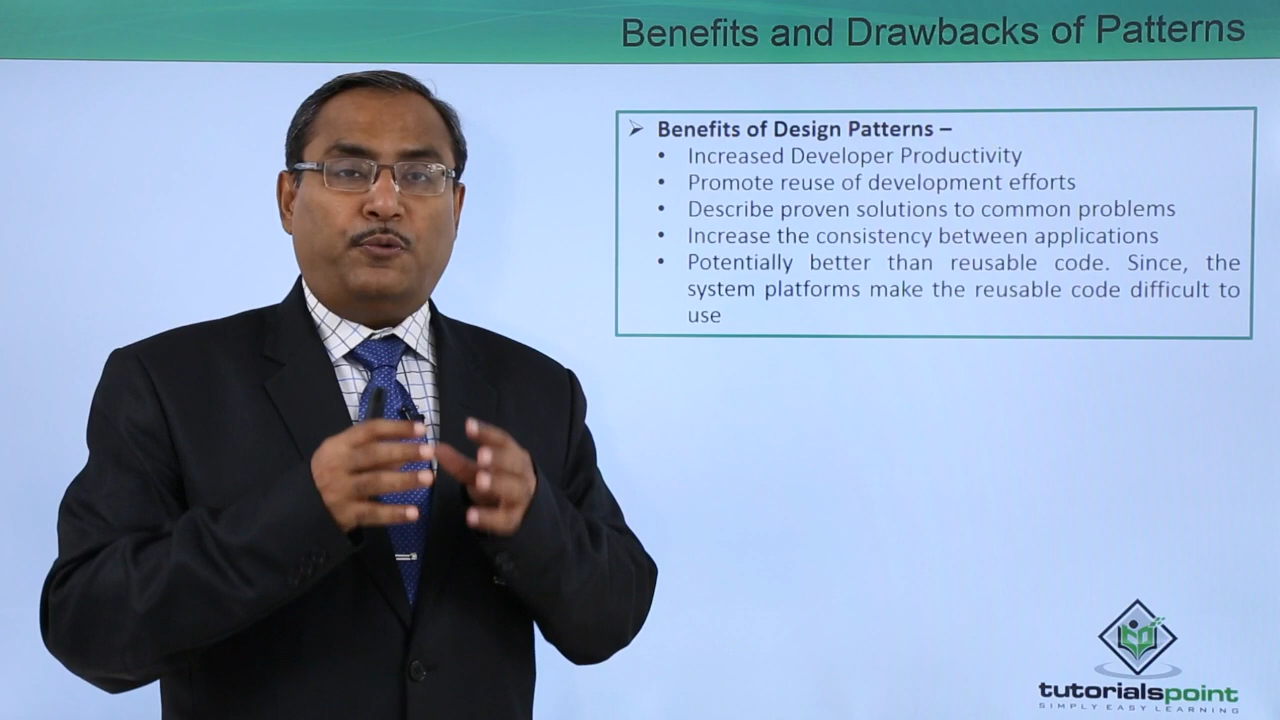 Benefits and Drawbacks of Patterns
➢ Benefits of Design Patterns –
• Increased Developer Productivity
• Promote reuse of development efforts
• Describe proven solutions to common problems
• Increase the consistency between applications
• Potentially better than reusable code. Since, the
system platforms make the reusable code difficult to
use
tutorialspoint
SIMPLY EASY LEARNING